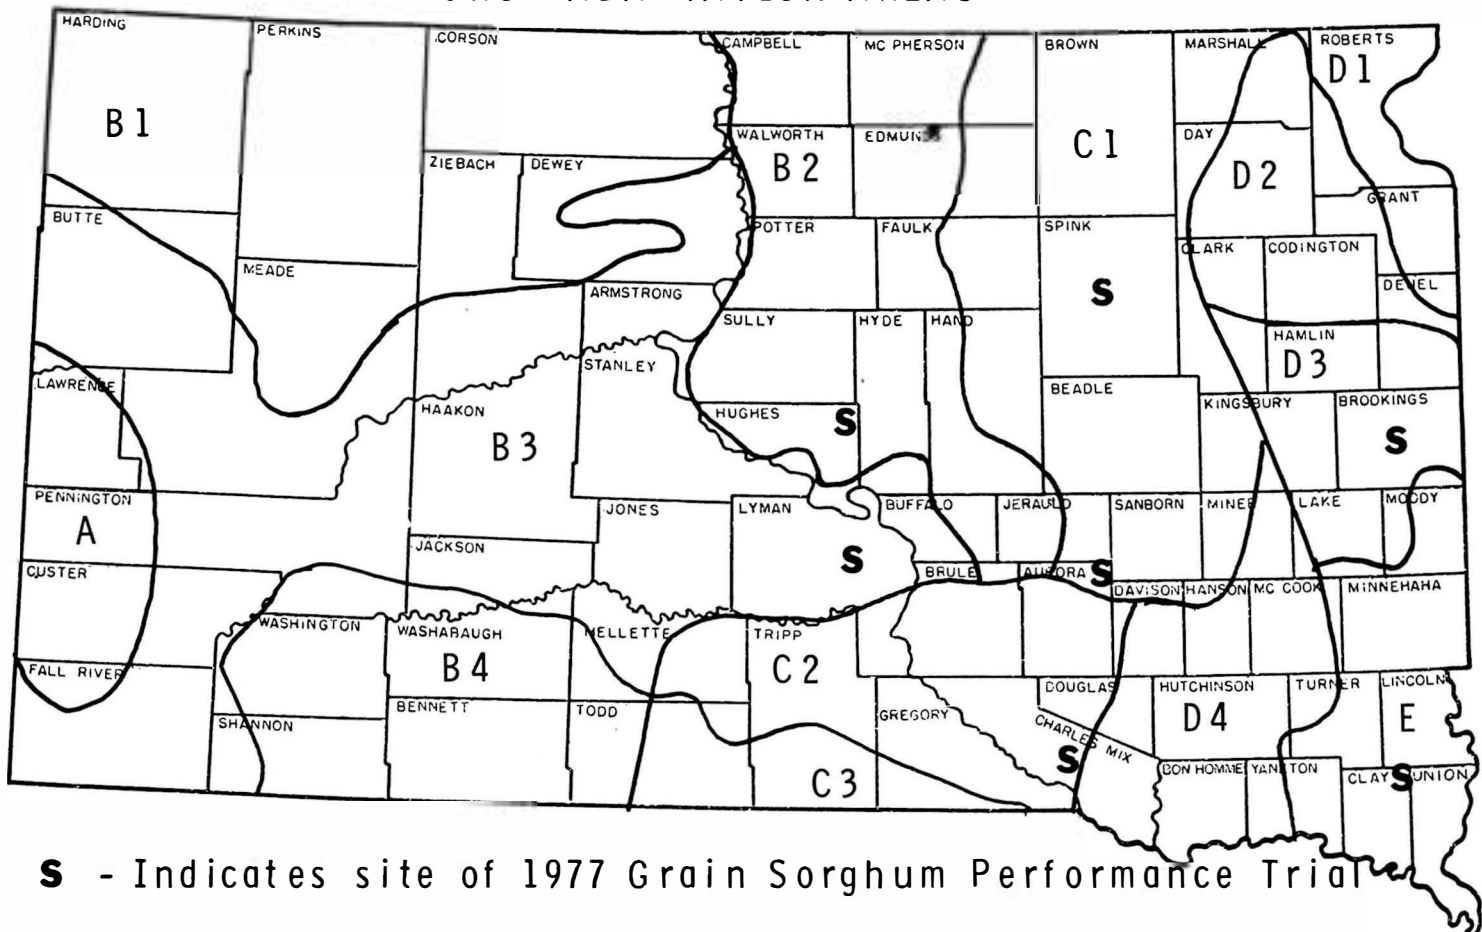 HARDING
PERKINS
CORSON
CAMPBELL
MC PHERSON
BROWN
MARSHALL
ROBERTS
D1
B1
WALWORTH
B2
C1
DAY
D2
ZIEBACH
DEWEY
GRANT
BUTTE
POTTER
FAULK
SPINK
CLARK
CODINGTON
MEADE
DEUEL
ARMSTRONG
S
SULLY
HYDE
HAND
HAMLIN
D3
STANLEY
LAWRENCE
BEADLE
KINGSBURY
BROOKINGS
HAAKON
HUGHES
S
S
B3
PENNINGTON
A
JONES
LYMAN
BUFFALO
JERAULD
SANBORN
MINER
LAKE
MOODY
JACKSON
S
CUSTER
BRULE
AURORA
S
DAVISON
HANSON
MC COOK
MINNEHAHA
WASHINGTON
WASHABAUGH
MELLETTE
TRIPP
B4
C2
FALL RIVER
DOUGLAS
HUTCHINSON
TURNER
LINCOLN
SHANNON
BENNETT
TODD
GREGORY
CHARLES MIX
D4
E
S
BON HOMME
YANKTON
CLAY
S
UNION
C3
S - Indicates site of 1977 Grain Sorghum Performance Trial